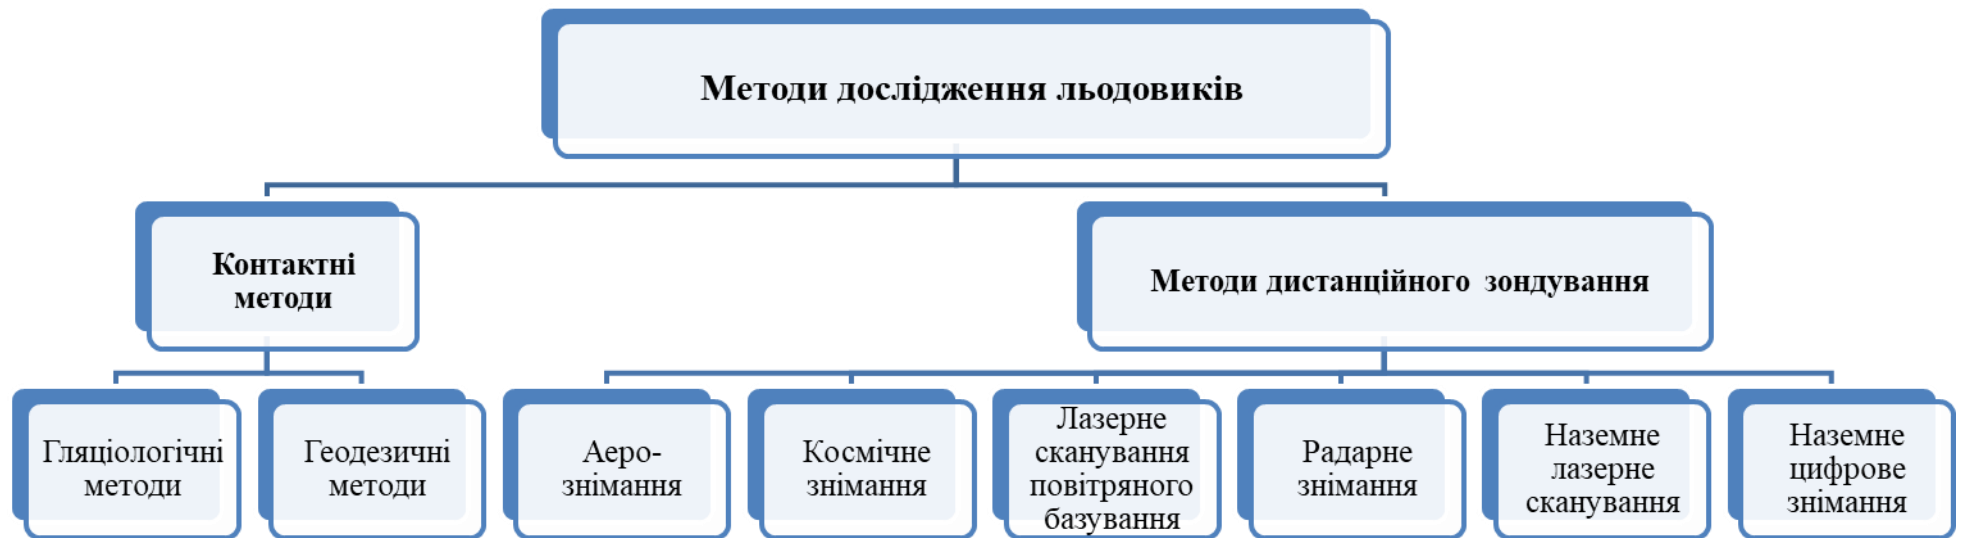 Методи дослідження льодовиків
Контактні
методи
Методи дистанційного зондування
Гляціологічні
методи
Геодезичні
методи
Аеро-
знімання
Космічне
знімання
Лазерне
сканування
повітряного
базування
Радарне
знімання
Наземне
лазерне
сканування
Наземне
цифрове
знімання